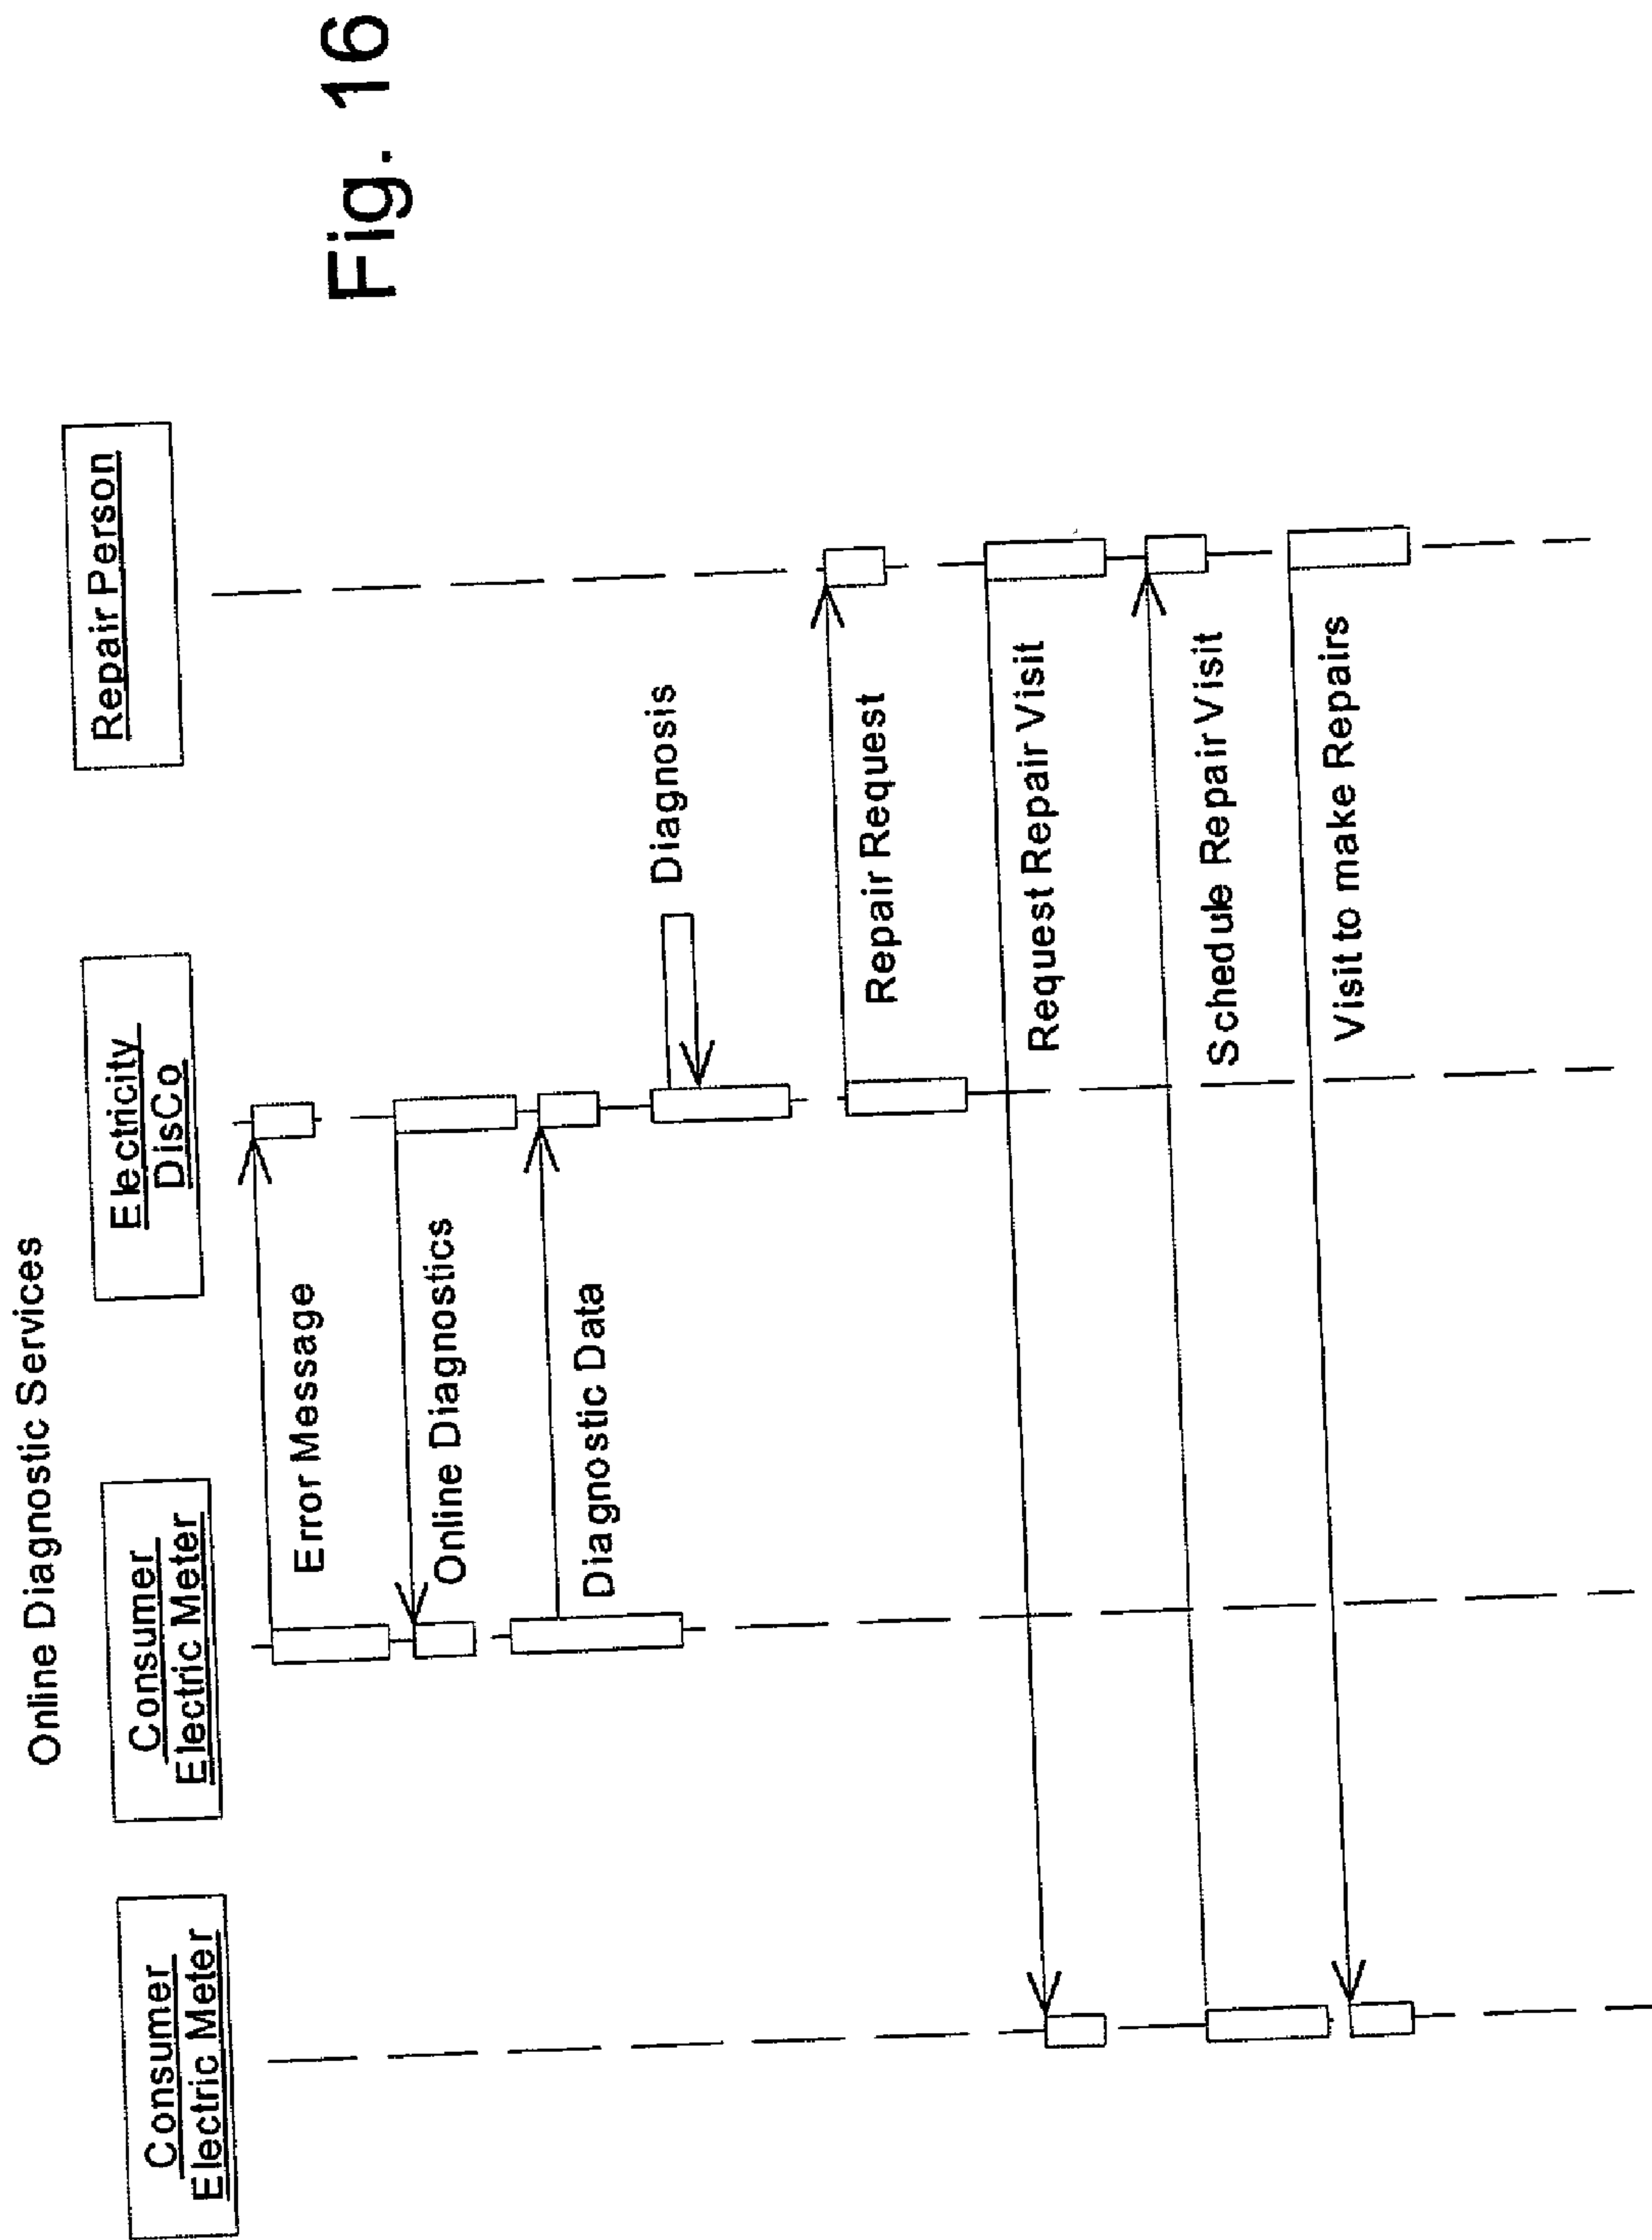 Online Diagnostic Services
Consumer
Electric Meter
Consumer
Electric Meter
Electricity
DisCo
Repair Person
Error Message
Online Diagnostics
Diagnostic Data
Diagnosis
Repair Request
Request Repair Visit
Schedule Repair Visit
Visit to make Repairs
Fig. 16